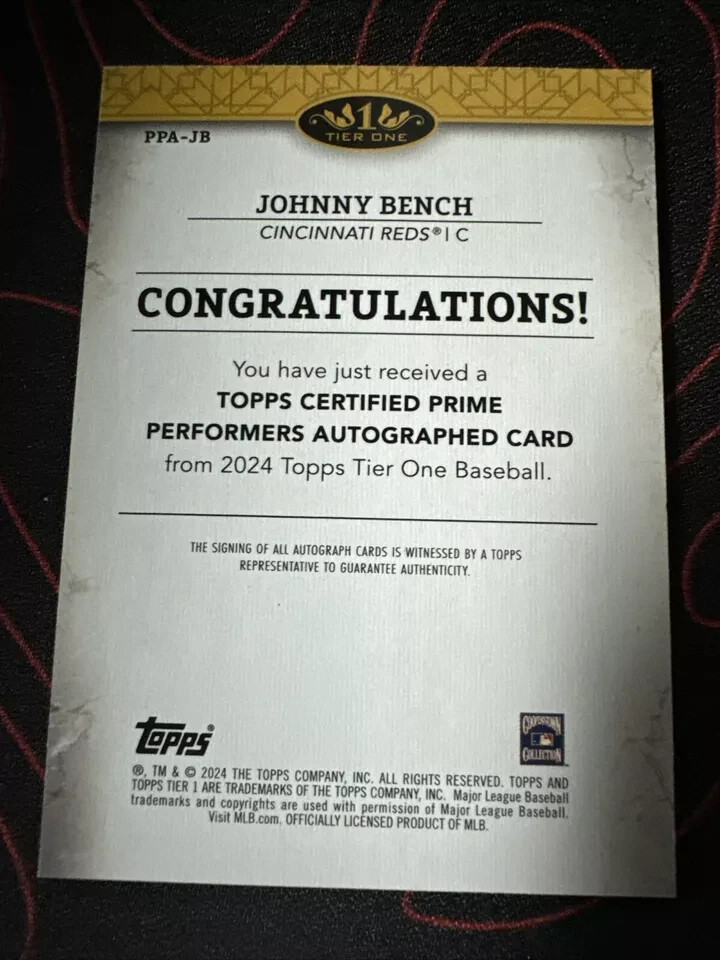 1
TIER ONE
PPA-JB
JOHNNY BENCH
CINCINNATI REDS® | C
CONGRATULATIONS!
You have just received a
TOPPS CERTIFIED PRIME
PERFORMERS AUTOGRAPHED CARD
from 2024 Topps Tier One Baseball.
THE SIGNING OF ALL AUTOGRAPH CARDS IS WITNESSED BY A TOPPS
REPRESENTATIVE TO GUARANTEE AUTHENTICITY.
Topps®
COOPERSTOWN
COLLECTION
®, TM & © 2024 THE TOPPS COMPANY, INC. ALL RIGHTS RESERVED. TOPPS AND
TOPPS TIER 1 ARE TRADEMARKS OF THE TOPPS COMPANY, INC. Major League Baseball
trademarks and copyrights are used with permission of Major League Baseball.
Visit MLB.com. OFFICIALLY LICENSED PRODUCT OF MLB.